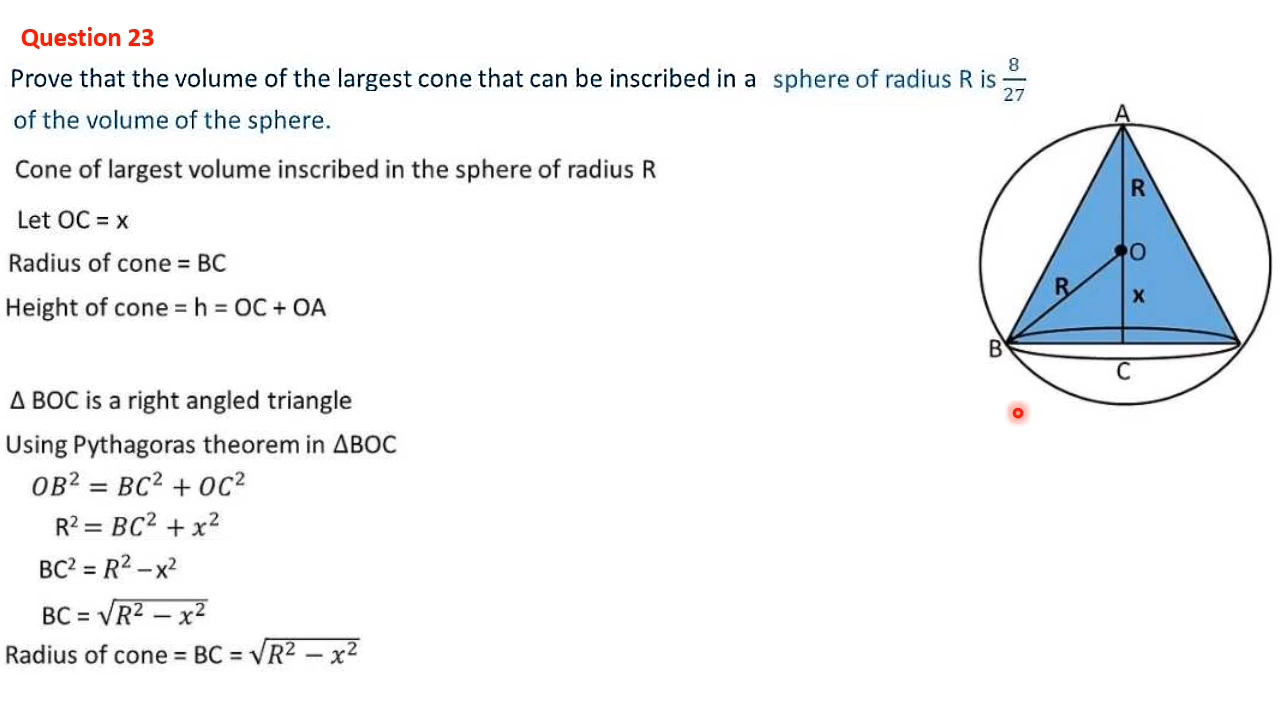 Question 23
Prove that the volume of the largest cone that can be inscribed in a sphere of radius R is 8/27
of the volume of the sphere.
Cone of largest volume inscribed in the sphere of radius R
Let OC = x
Radius of cone = BC
Height of cone = h = OC + OA
Δ BOC is a right angled triangle
Using Pythagoras theorem in ΔBOC
OB² = BC² + OC²
R² = BC² + x²
BC² = R² – x²
BC = √(R² − x²)
Radius of cone = BC = √(R² − x²)
A
R
O
R
x
B
C